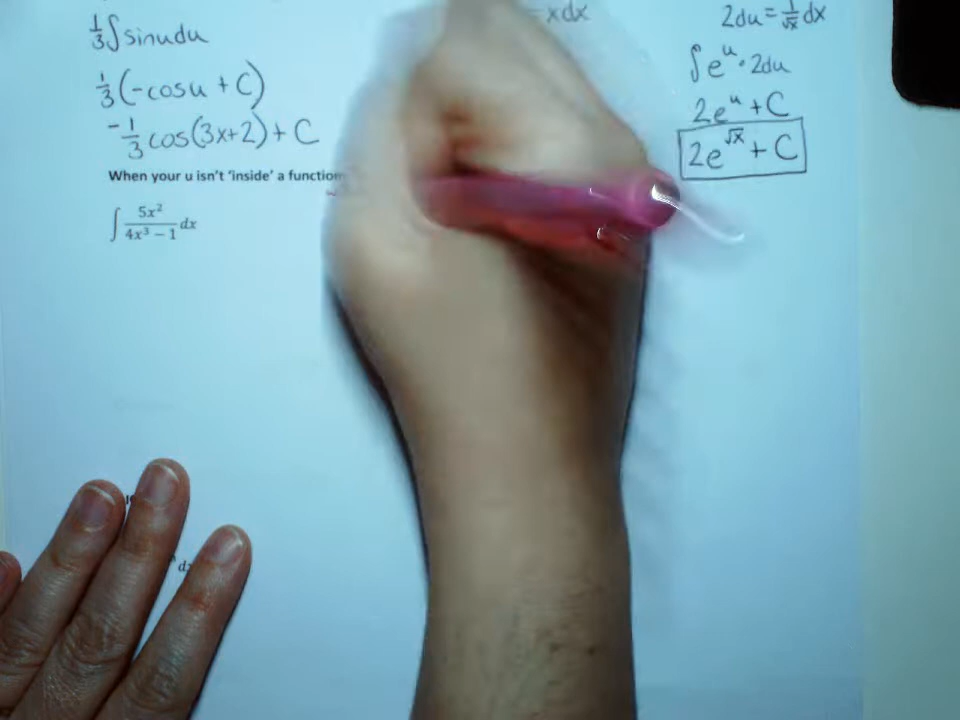 1/3 ∫ sinudu
1/3 (-cosu + C)
-1/3 cos(3x+2) + C
xdx
2du = 1/√x dx
∫ e^u · 2du
2e^u + C
2e^√x + C
When your u isn't 'inside' a function
∫ 5x²/(4x³ − 1) dx